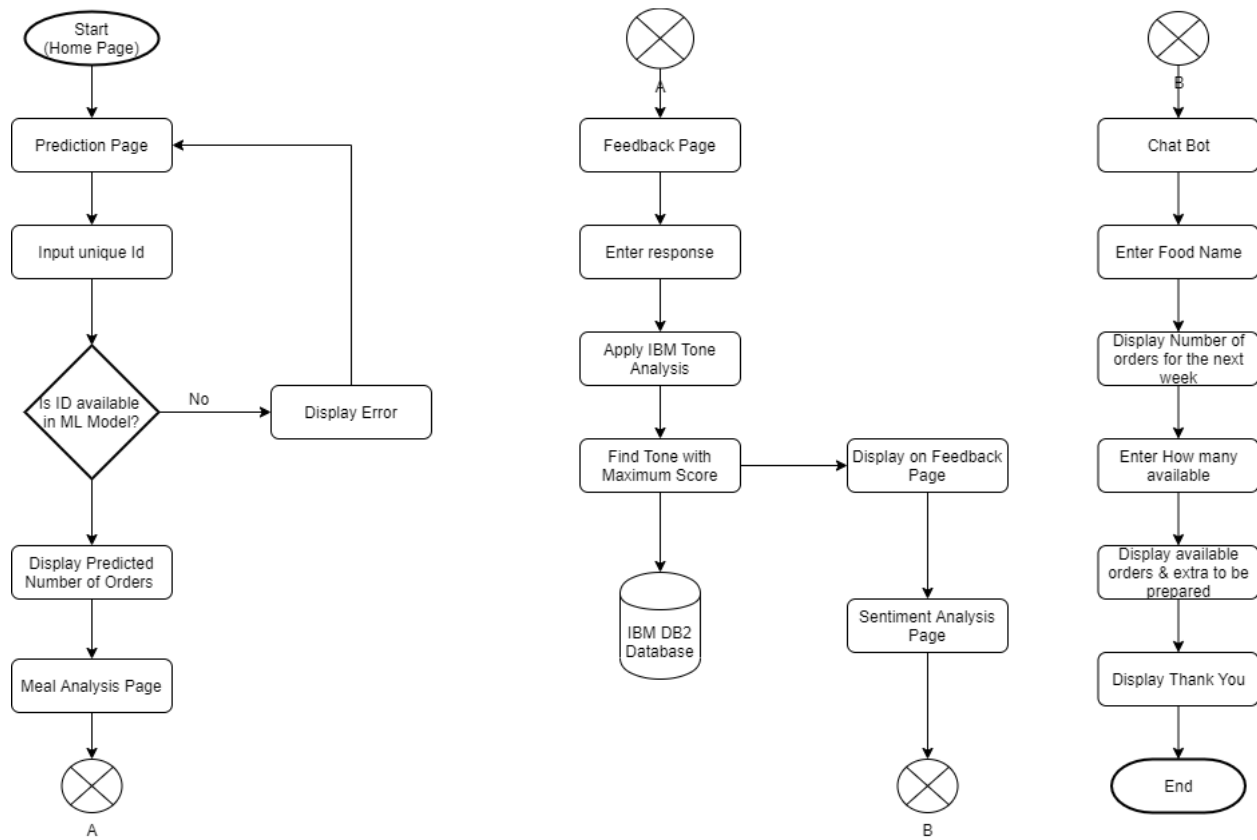 Start
(Home Page)
Prediction Page
Input unique Id
Is ID available
in ML Model?
No
Display Error
Display Predicted
Number of Orders
Meal Analysis Page
A
A
Feedback Page
Enter response
Apply IBM Tone
Analysis
Find Tone with
Maximum Score
IBM DB2
Database
Display on Feedback
Page
Sentiment Analysis
Page
B
B
Chat Bot
Enter Food Name
Display Number of
orders for the next
week
Enter How many
available
Display available
orders & extra to be
prepared
Display Thank You
End